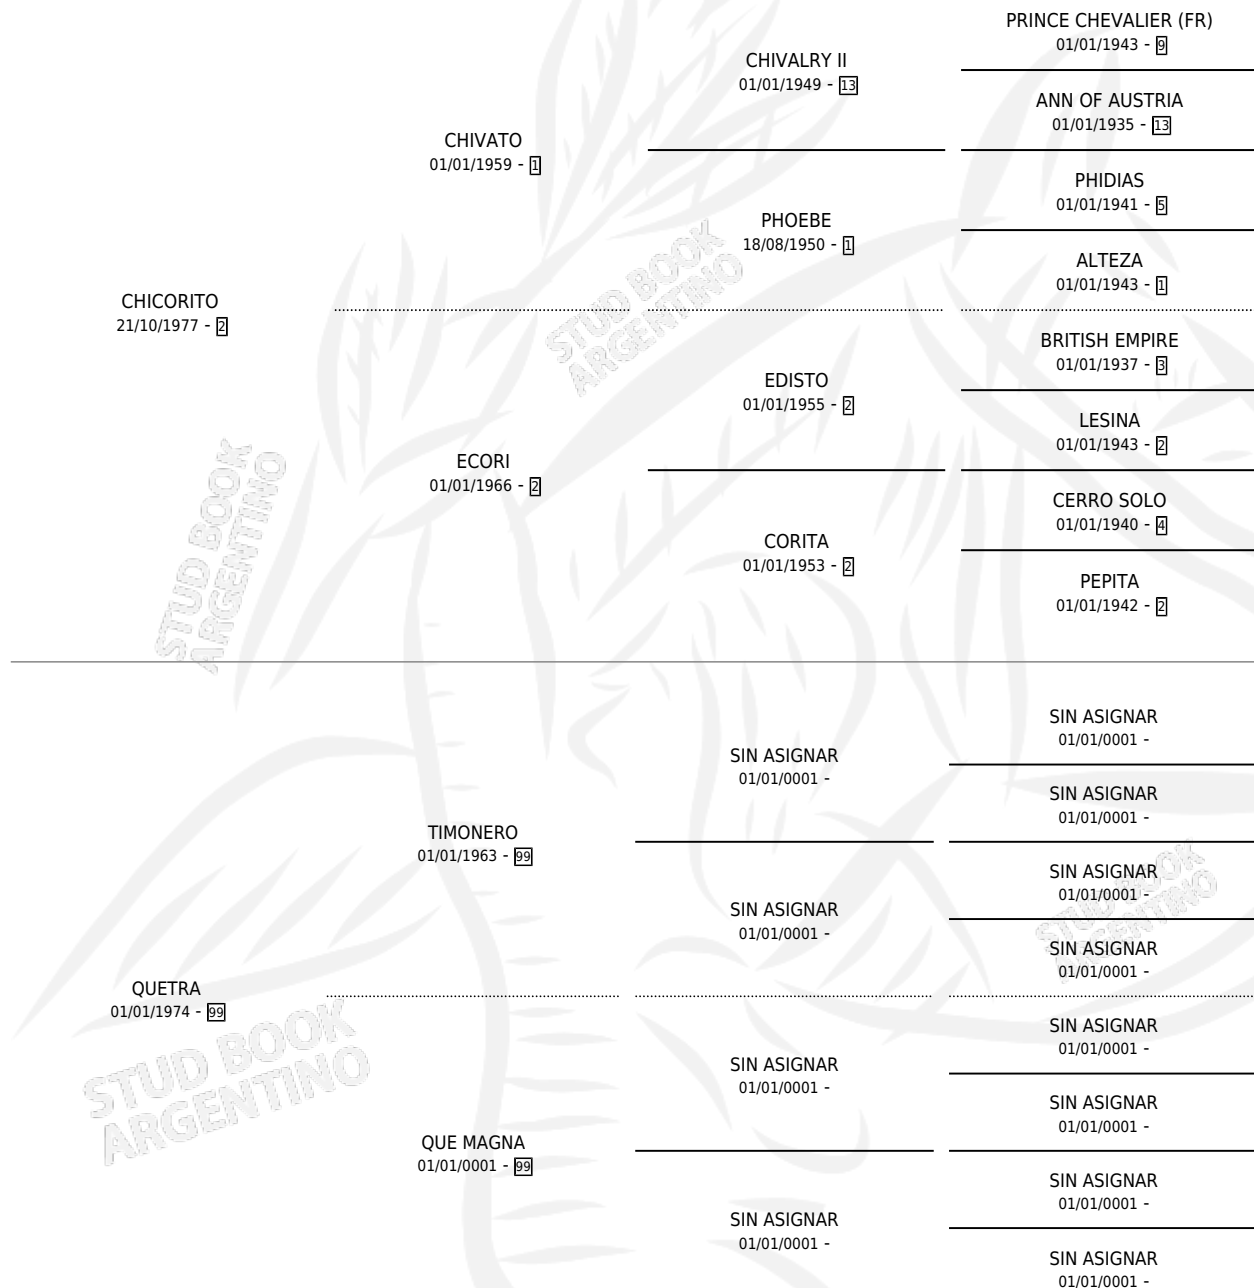 PRINCE CHEVALIER (FR)
01/01/1943 - 9
CHIVALRY II
01/01/1949 - 13
ANN OF AUSTRIA
01/01/1935 - 13
CHIVATO
01/01/1959 - 1
PHIDIAS
01/01/1941 - 5
PHOEBE
18/08/1950 - 1
ALTEZA
01/01/1943 - 1
CHICORITO
21/10/1977 - 2
STUD BOOK
ARGENTINO
BRITISH EMPIRE
01/01/1937 - 3
EDISTO
01/01/1955 - 2
LESINA
01/01/1943 - 2
ECORI
01/01/1966 - 2
STUD BOOK
ARGENTINO
CERRO SOLO
01/01/1940 - 4
CORITA
01/01/1953 - 2
PEPITA
01/01/1942 - 2
SIN ASIGNAR
01/01/0001 -
SIN ASIGNAR
01/01/0001 -
SIN ASIGNAR
01/01/0001 -
TIMONERO
01/01/1963 - 99
SIN ASIGNAR
01/01/0001 -
SIN ASIGNAR
01/01/0001 -
STUD BOOK
ARGENTINO
SIN ASIGNAR
01/01/0001 -
QUETRA
01/01/1974 - 99
STUD BOOK
ARGENTINO
SIN ASIGNAR
01/01/0001 -
SIN ASIGNAR
01/01/0001 -
SIN ASIGNAR
01/01/0001 -
QUE MAGNA
01/01/0001 - 99
SIN ASIGNAR
01/01/0001 -
SIN ASIGNAR
01/01/0001 -
SIN ASIGNAR
01/01/0001 -